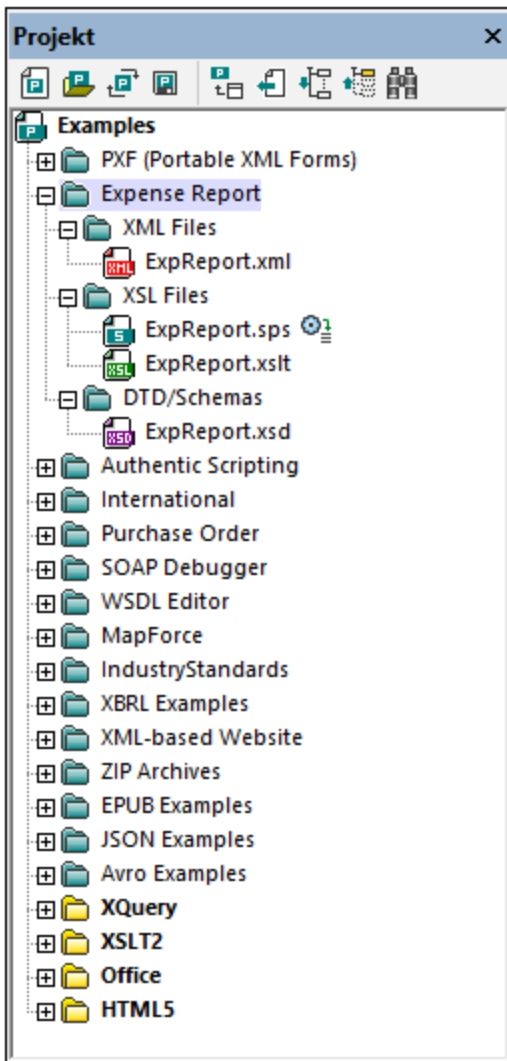 Projekt
Examples
PXF (Portable XML Forms)
Expense Report
XML Files
ExpReport.xml
XSL Files
ExpReport.sps
ExpReport.xslt
DTD/Schemas
ExpReport.xsd
Authentic Scripting
International
Purchase Order
SOAP Debugger
WSDL Editor
MapForce
IndustryStandards
XBRL Examples
XML-based Website
ZIP Archives
EPUB Examples
JSON Examples
Avro Examples
XQuery
XSLT2
Office
HTML5